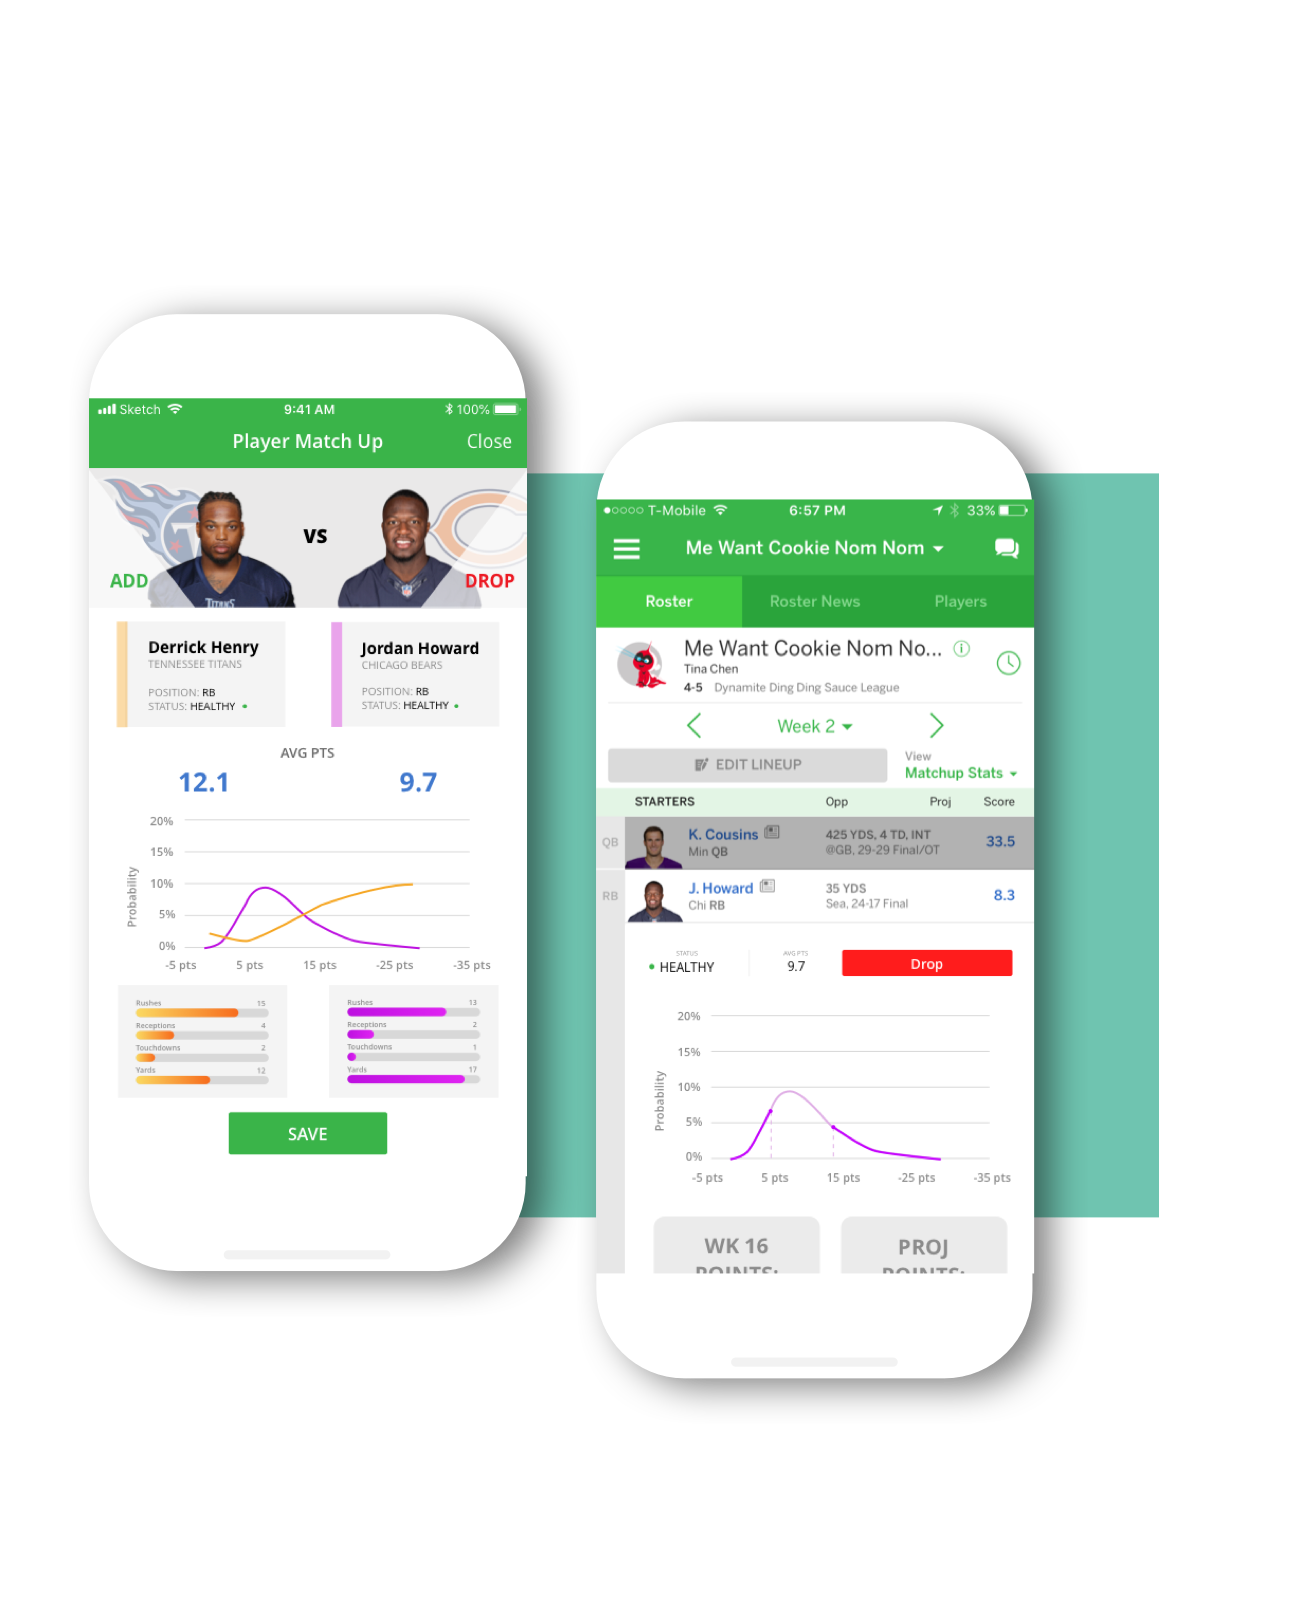 Sketch 9:41 AM 100%
Player Match Up Close
VS
ADD DROP
TITANS
Derrick Henry
TENNESSEE TITANS
POSITION: RB
STATUS: HEALTHY
Jordan Howard
CHICAGO BEARS
POSITION: RB
STATUS: HEALTHY
AVG PTS
12.1 9.7
20%
15%
10%
5%
0%
Probability
-5 pts 5 pts 15 pts -25 pts -35 pts
Rushes 15
Receptions 4
Touchdowns 2
Yards 12
Rushes 13
Receptions 2
Touchdowns 1
Yards 17
SAVE
T-Mobile 6:57 PM 33%
Me Want Cookie Nom Nom
Roster Roster News Players
Me Want Cookie Nom No...
Tina Chen
4-5 Dynamite Ding Ding Sauce League
Week 2
EDIT LINEUP
View
Matchup Stats
STARTERS Opp Proj Score
QB K. Cousins 425 YDS, 4 TD, INT 33.5
Min QB @GB, 29-29 Final/OT
RB J. Howard 35 YDS 8.3
Chi RB Sea, 24-17 Final
STATUS AVG PTS
HEALTHY 9.7 Drop
20%
15%
10%
5%
0%
Probability
-5 pts 5 pts 15 pts -25 pts -35 pts
WK 16 PROJ
POINTS: POINTS: